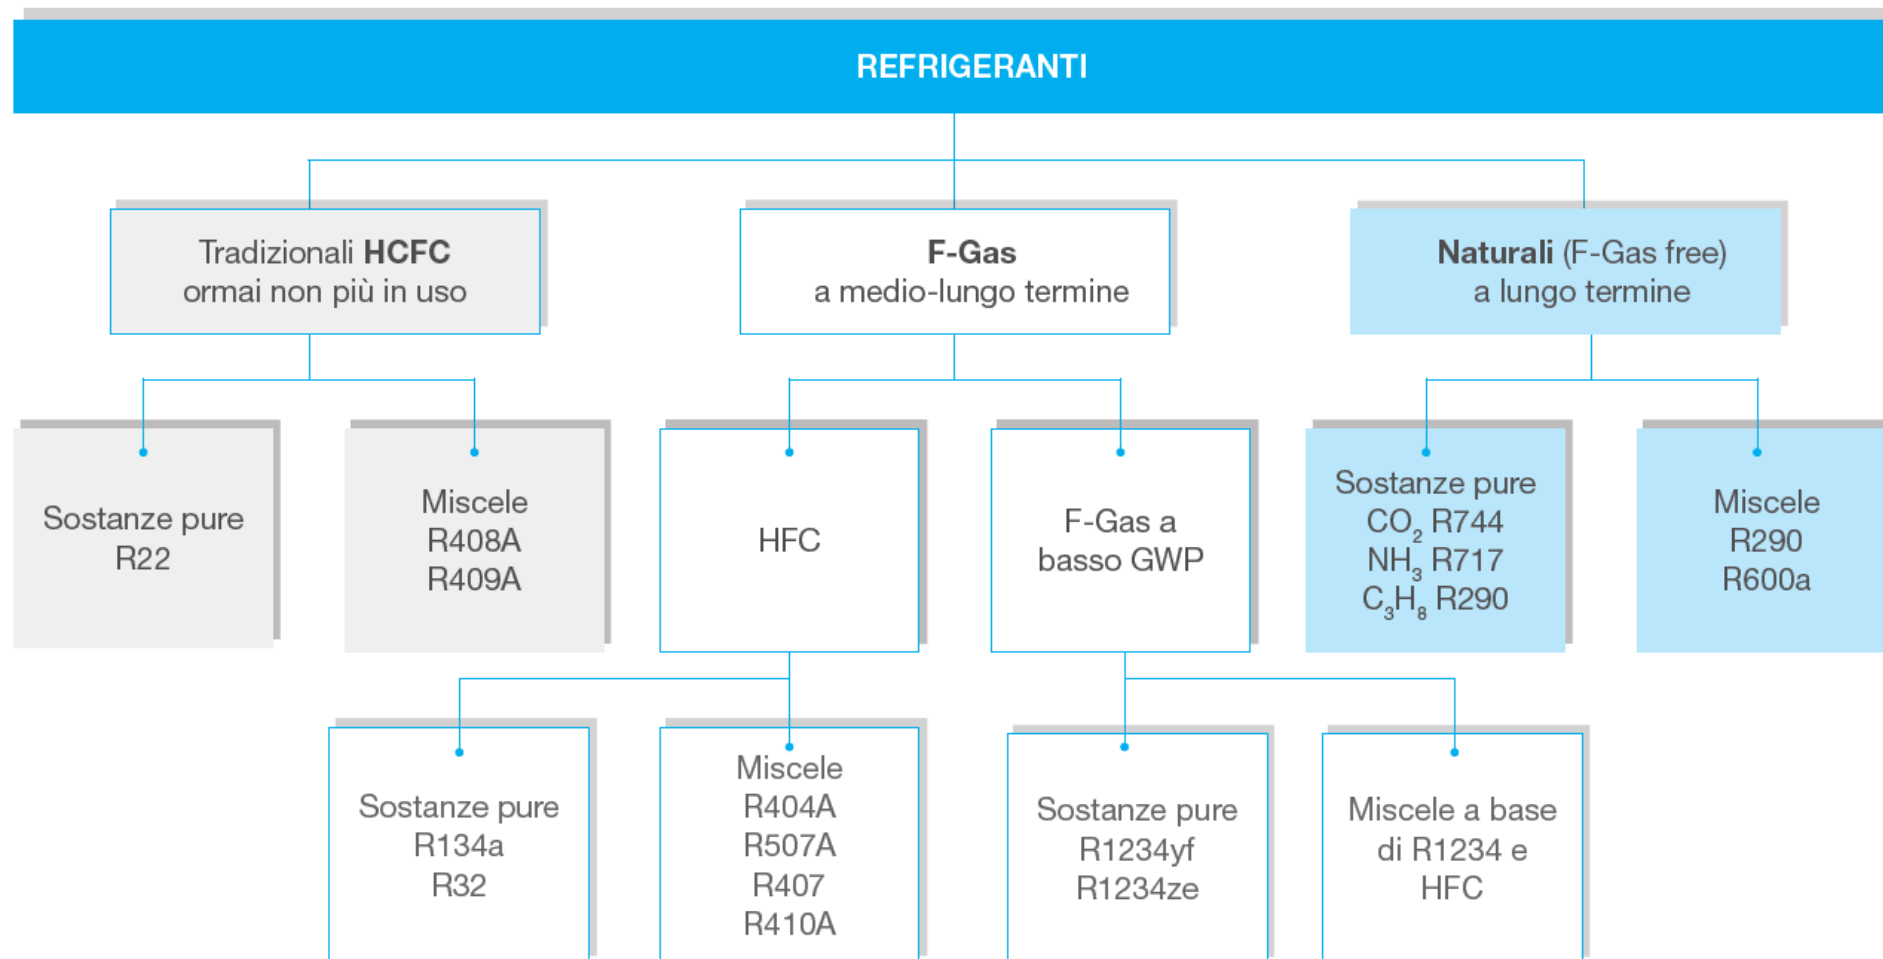 REFRIGERANTI
Tradizionali HCFC
ormai non più in uso
F-Gas
a medio-lungo termine
Naturali (F-Gas free)
a lungo termine
Sostanze pure
R22
Miscele
R408A
R409A
HFC
F-Gas a
basso GWP
Sostanze pure
CO₂ R744
NH₃ R717
C₃H₈ R290
Miscele
R290
R600a
Sostanze pure
R134a
R32
Miscele
R404A
R507A
R407
R410A
Sostanze pure
R1234yf
R1234ze
Miscele a base
di R1234 e
HFC